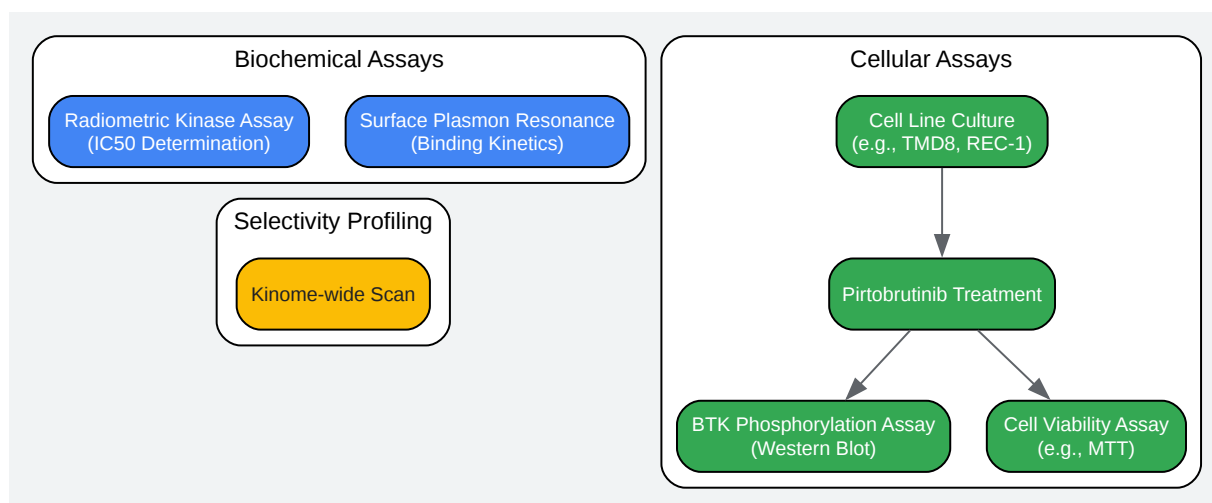 Biochemical Assays
Radiometric Kinase Assay
(IC50 Determination)
Surface Plasmon Resonance
(Binding Kinetics)
Selectivity Profiling
Kinome-wide Scan
Cellular Assays
Cell Line Culture
(e.g., TMD8, REC-1)
Pirtobrutinib Treatment
BTK Phosphorylation Assay
(Western Blot)
Cell Viability Assay
(e.g., MTT)